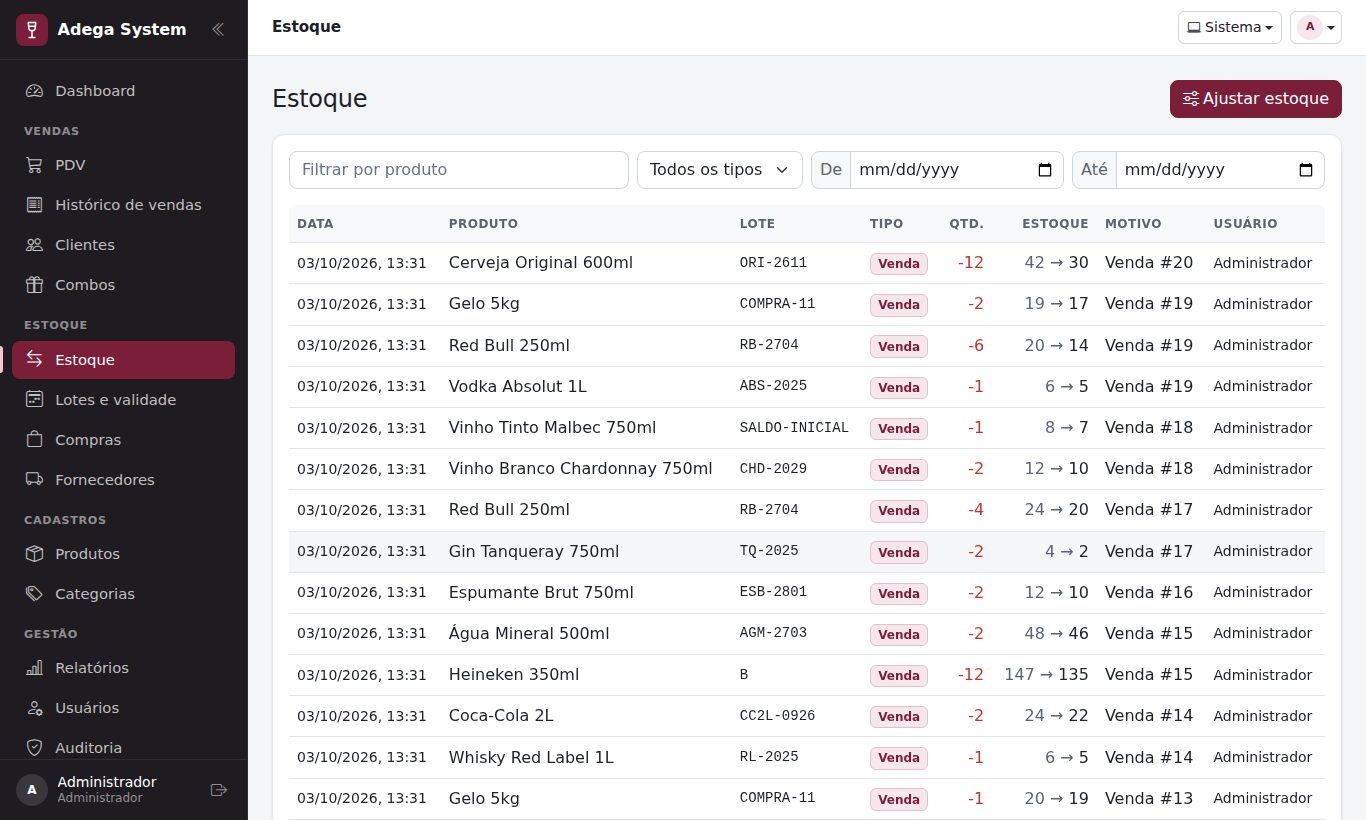 Adega System
Estoque
Sistema
A
Dashboard
VENDAS
PDV
Histórico de vendas
Clientes
Combos
ESTOQUE
Estoque
Lotes e validade
Compras
Fornecedores
CADASTROS
Produtos
Categorias
GESTÃO
Relatórios
Usuários
Auditoria
A
Administrador
Administrador
Estoque
Ajustar estoque
Filtrar por produto
Todos os tipos
De mm/dd/yyyy
Até mm/dd/yyyy
DATA PRODUTO LOTE TIPO QTD. ESTOQUE MOTIVO USUÁRIO
03/10/2026, 13:31 Cerveja Original 600ml ORI-2611 Venda -12 42 → 30 Venda #20 Administrador
03/10/2026, 13:31 Gelo 5kg COMPRA-11 Venda -2 19 → 17 Venda #19 Administrador
03/10/2026, 13:31 Red Bull 250ml RB-2704 Venda -6 20 → 14 Venda #19 Administrador
03/10/2026, 13:31 Vodka Absolut 1L ABS-2025 Venda -1 6 → 5 Venda #19 Administrador
03/10/2026, 13:31 Vinho Tinto Malbec 750ml SALDO-INICIAL Venda -1 8 → 7 Venda #18 Administrador
03/10/2026, 13:31 Vinho Branco Chardonnay 750ml CHD-2029 Venda -2 12 → 10 Venda #18 Administrador
03/10/2026, 13:31 Red Bull 250ml RB-2704 Venda -4 24 → 20 Venda #17 Administrador
03/10/2026, 13:31 Gin Tanqueray 750ml TQ-2025 Venda -2 4 → 2 Venda #17 Administrador
03/10/2026, 13:31 Espumante Brut 750ml ESB-2801 Venda -2 12 → 10 Venda #16 Administrador
03/10/2026, 13:31 Água Mineral 500ml AGM-2703 Venda -2 48 → 46 Venda #15 Administrador
03/10/2026, 13:31 Heineken 350ml B Venda -12 147 → 135 Venda #15 Administrador
03/10/2026, 13:31 Coca-Cola 2L CC2L-0926 Venda -2 24 → 22 Venda #14 Administrador
03/10/2026, 13:31 Whisky Red Label 1L RL-2025 Venda -1 6 → 5 Venda #14 Administrador
03/10/2026, 13:31 Gelo 5kg COMPRA-11 Venda -1 20 → 19 Venda #13 Administrador